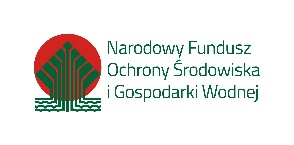 Narodowy Fundusz
Ochrony Środowiska
i Gospodarki Wodnej